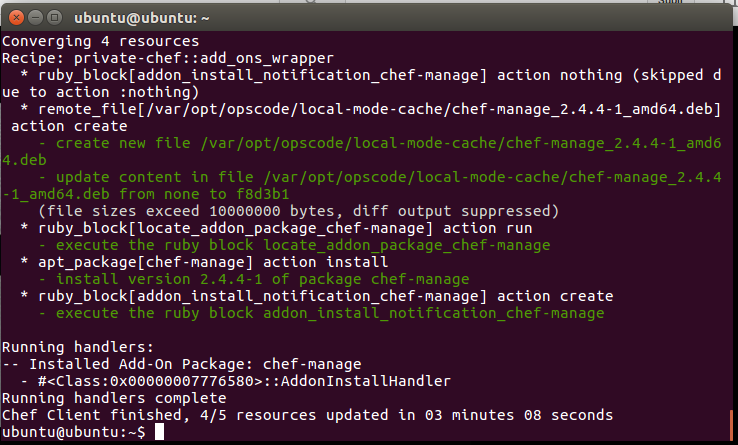 ubuntu@ubuntu: ~
Converging 4 resources
Recipe: private-chef::add_ons_wrapper
  * ruby_block[addon_install_notification_chef-manage] action nothing (skipped d
ue to action :nothing)
  * remote_file[/var/opt/opscode/local-mode-cache/chef-manage_2.4.4-1_amd64.deb]
 action create
    - create new file /var/opt/opscode/local-mode-cache/chef-manage_2.4.4-1_amd6
4.deb
    - update content in file /var/opt/opscode/local-mode-cache/chef-manage_2.4.4
-1_amd64.deb from none to f8d3b1
    (file sizes exceed 10000000 bytes, diff output suppressed)
  * ruby_block[locate_addon_package_chef-manage] action run
    - execute the ruby block locate_addon_package_chef-manage
  * apt_package[chef-manage] action install
    - install version 2.4.4-1 of package chef-manage
  * ruby_block[addon_install_notification_chef-manage] action create
    - execute the ruby block addon_install_notification_chef-manage

Running handlers:
-- Installed Add-On Package: chef-manage
  - #<Class:0x00000007776580>::AddonInstallHandler
Running handlers complete
Chef Client finished, 4/5 resources updated in 03 minutes 08 seconds
ubuntu@ubuntu:~$